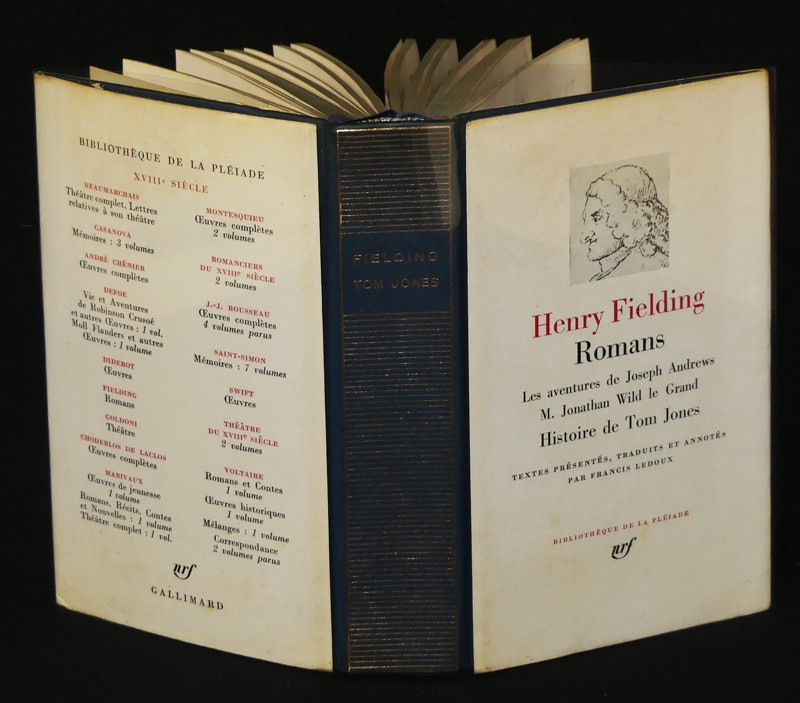 BIBLIOTHÈQUE DE LA PLÉIADE
XVIIIe SIÈCLE
BEAUMARCHAIS
Théâtre complet, Lettres
relatives à son théâtre
CASANOVA
Mémoires : 3 volumes
ANDRÉ CHÉNIER
Œuvres complètes
DEFOE
Vie et Aventures
de Robinson Crusoé
et autres Œuvres : 1 vol.
Moll Flanders et autres
Œuvres : 1 volume
DIDEROT
Œuvres
FIELDING
Romans
GOLDONI
Théâtre
CHODERLOS DE LACLOS
Œuvres complètes
MARIVAUX
Œuvres de jeunesse
1 volume
Romans, Récits, Contes
et Nouvelles : 1 volume
Théâtre complet : 1 vol.
MONTESQUIEU
Œuvres complètes
2 volumes
ROMANCIERS
DU XVIIIe SIÈCLE
2 volumes
J.-J. ROUSSEAU
Œuvres complètes
4 volumes parus
SAINT-SIMON
Mémoires : 7 volumes
SWIFT
Œuvres
THÉÂTRE
DU XVIIIe SIÈCLE
2 volumes
VOLTAIRE
Romans et Contes
1 volume
Œuvres historiques
1 volume
Mélanges : 1 volume
Correspondance
2 volumes parus
nrf
GALLIMARD
FIELDING
TOM JONES
Henry Fielding
Romans
Les aventures de Joseph Andrews
M. Jonathan Wild le Grand
Histoire de Tom Jones
TEXTES PRÉSENTÉS, TRADUITS ET ANNOTÉS
PAR FRANCIS LEDOUX
BIBLIOTHÈQUE DE LA PLÉIADE
nrf